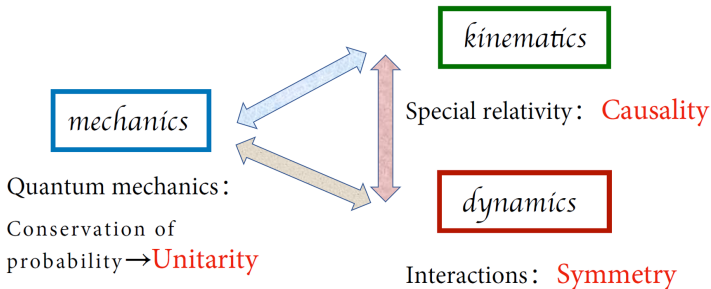 kinematics
Special relativity: Causality
mechanics
Quantum mechanics:
Conservation of
probability→Unitarity
dynamics
Interactions: Symmetry